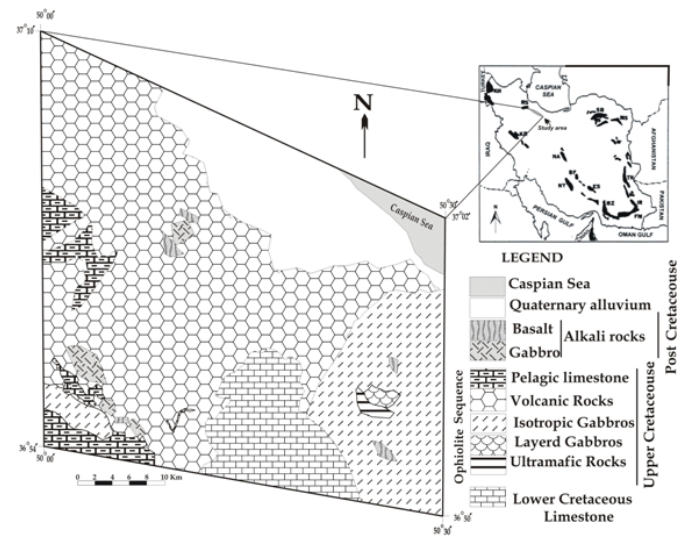 50° 00'
37° 10'
N
CASPIAN SEA
Study area
IRAQ
AFGHANISTAN
PAKISTAN
PERSIAN GULF
OMAN GULF
N
Caspian Sea
50° 30'
37° 02'
LEGEND
Caspian Sea
Quaternary alluvium
Basalt
Gabbro
Alkali rocks
Post Cretaceouse
Pelagic limestone
Volcanic Rocks
Isotropic Gabbros
Layerd Gabbros
Ultramafic Rocks
Ophiolite Sequence
Upper Cretaceouse
Lower Cretaceous
Limestone
36° 54'
50° 00'
0 2 4 6 8 10 Km
36° 50'
50° 30'